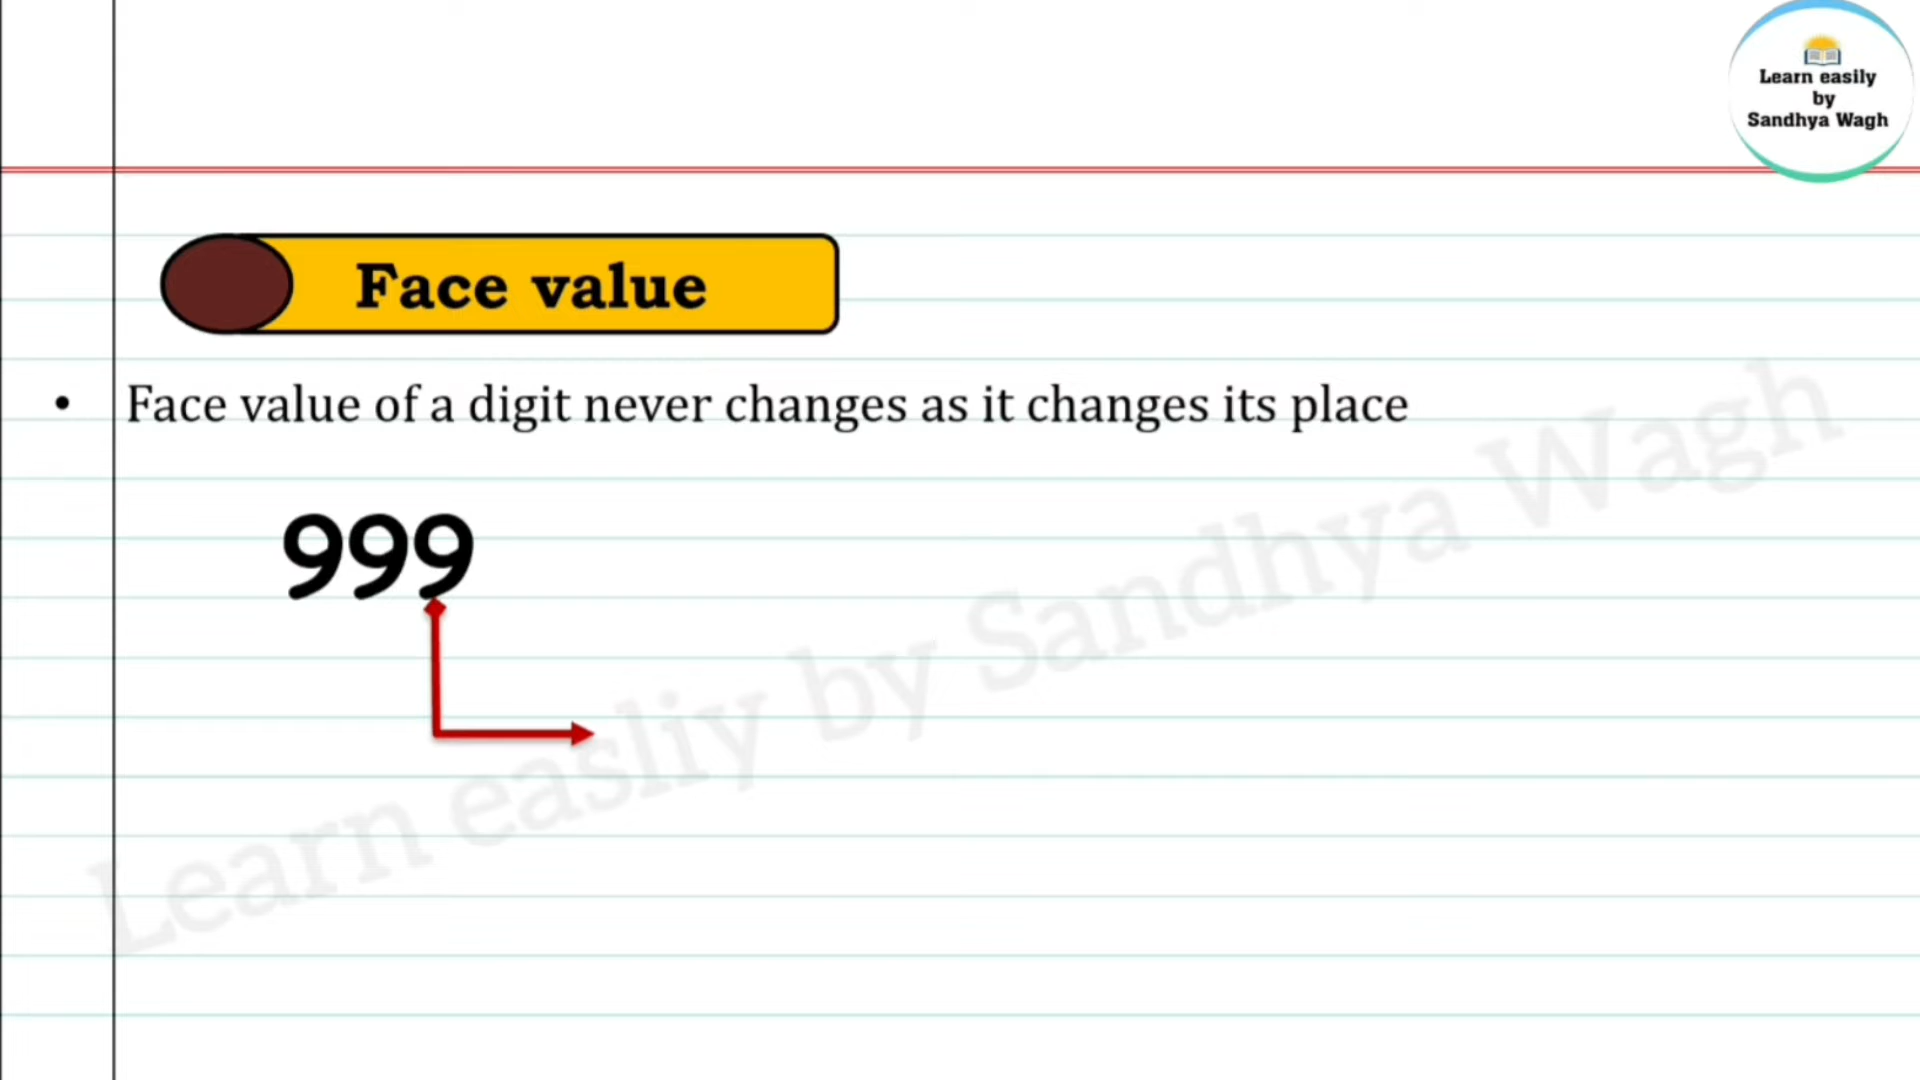 Learn easily
by
Sandhya Wagh
Face value
• Face value of a digit never changes as it changes its place
999
Learn easliy by Sandhya Wagh